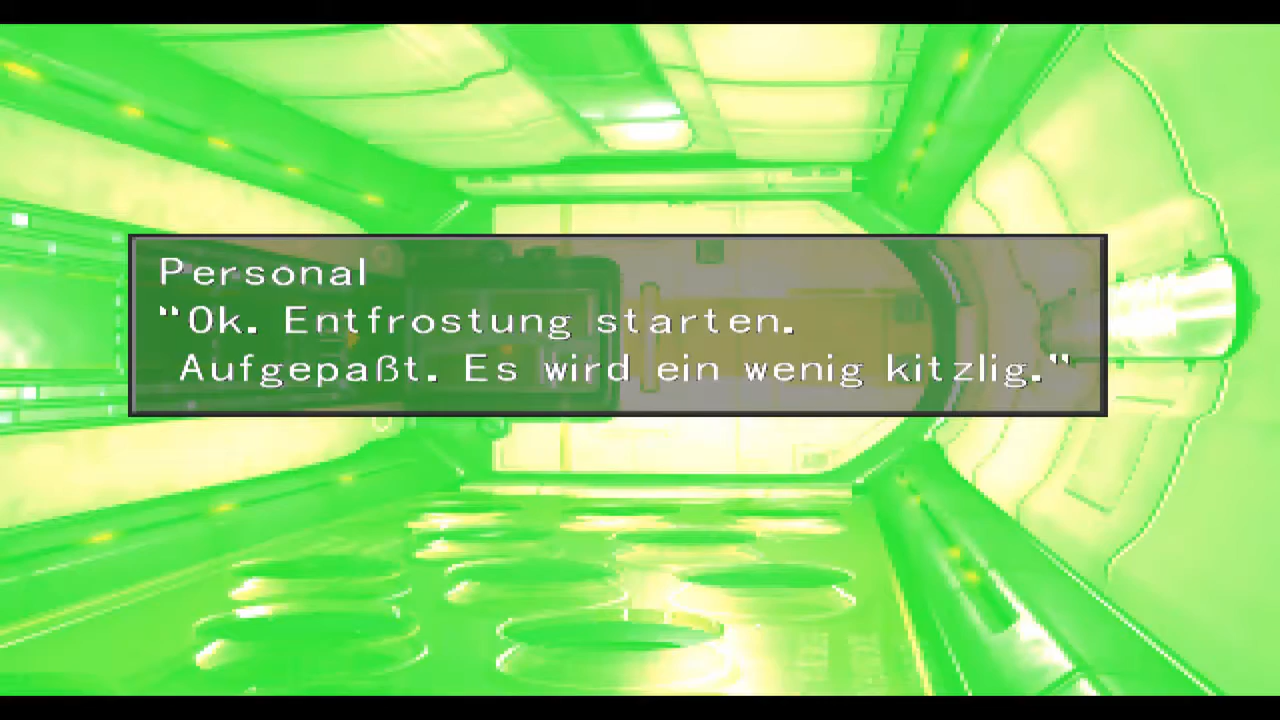 Personal
“Ok. Entfrostung starten.
Aufgepaßt. Es wird ein wenig kitzlig.”